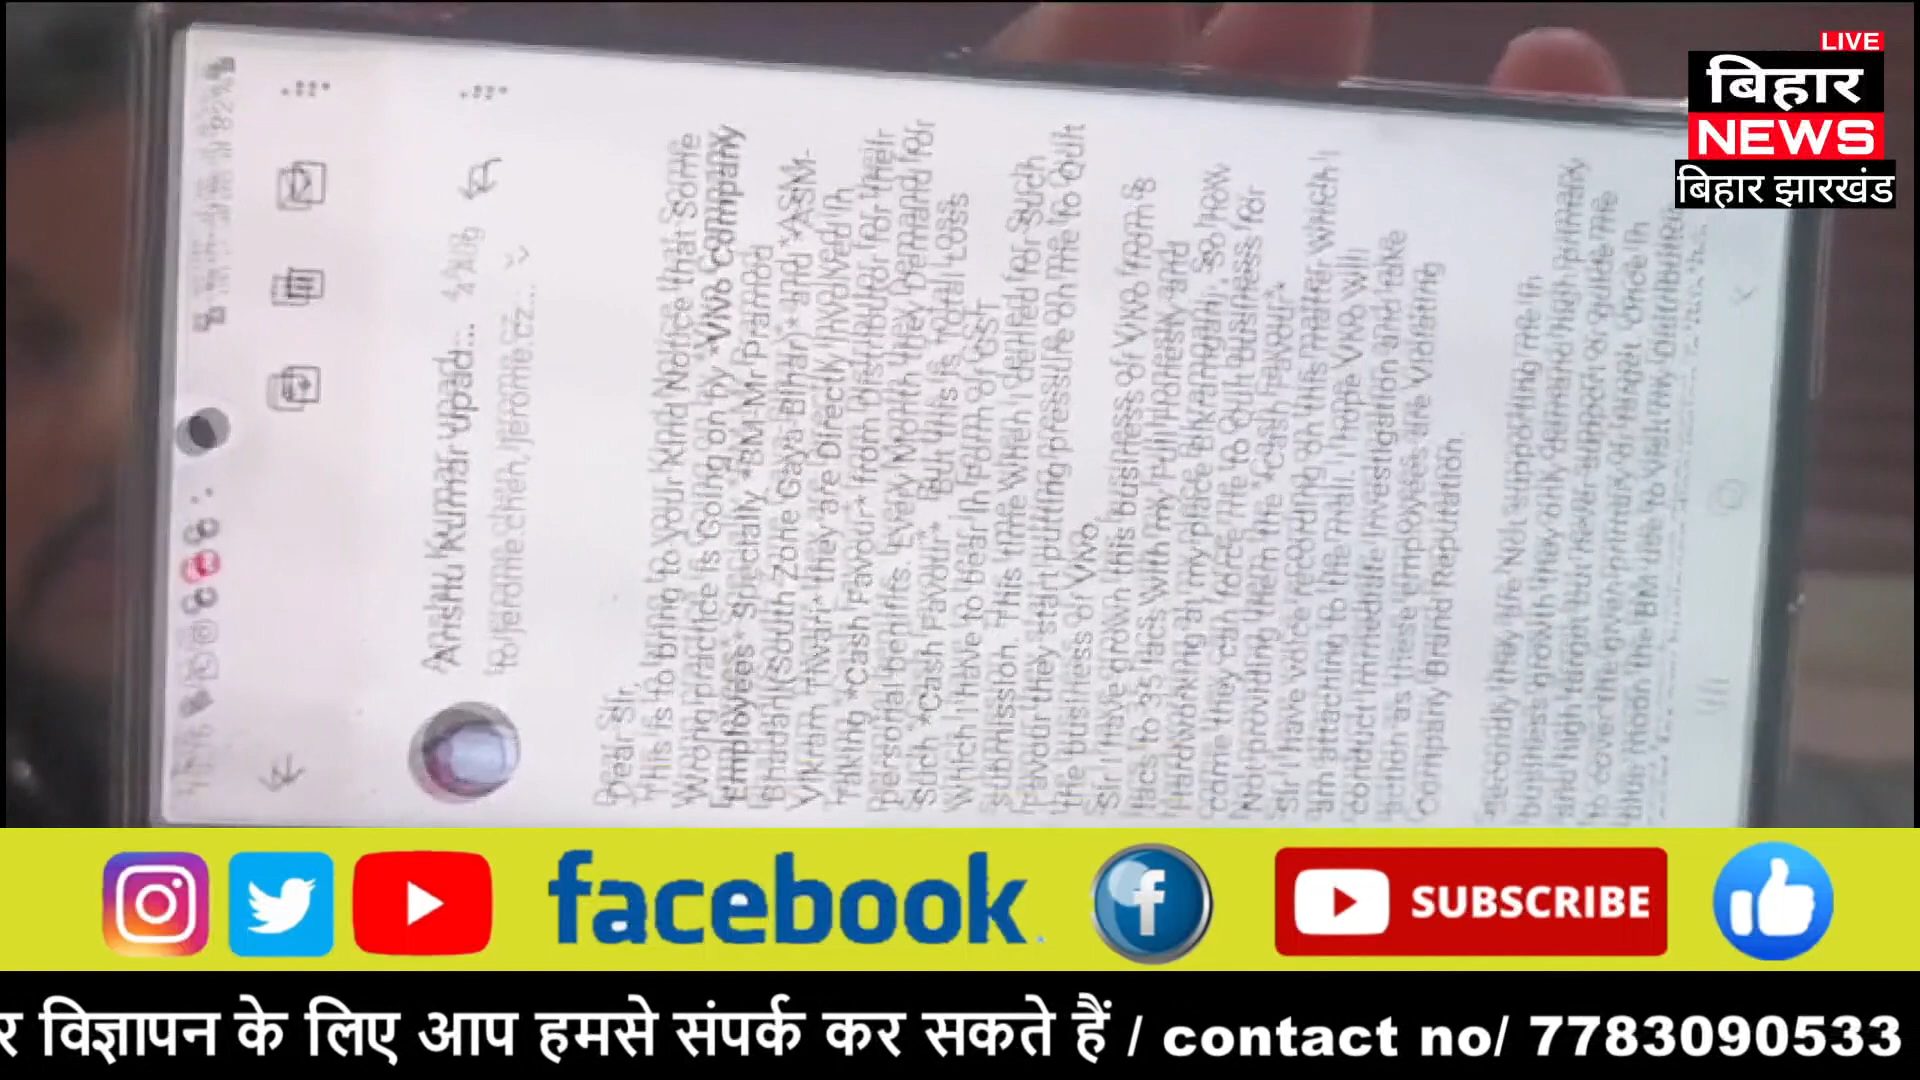 LIVE
बिहार
NEWS
बिहार झारखंड
82%
Anshu Kumar upad...
to jerome.chen, jerome.cz...
Dear Sir,
This is to bring to your Kind Notice that Some
Wrong practice is Going on by *Vivo Company
Employees* Specially *BM-Mr Pramod
Bhadani(South Zone Gaya-Bihar)* and *ASM-
Vikram Tiwari* they are Directly Involved in
Taking *Cash Favour* from Distributor for their
personal benifits. Every Month they Demand for
Such *Cash Favour* But this is Total Loss
Which I have to bear in Form of GST
submission. This time When I denied for Such
Favour they start putting pressure on me to Quit
the business of Vivo.
Sir I have grown this business of Vivo from 8
lacs to 35 lacs With my Full Honesty and
Hardworking at my place Bikramganj, So how
come they can force me to Quit business for
Not providing them the *Cash Favour*
Sir I have voice recording on this matter which I
am attaching to the mail. I hope Vivo Will
conduct Immediate Investigation and take
action as these employees are Violating
Company Brand Reputation.
Secondly they are Not supporting me in
business growth they only demand high primary
and high target but never support or guide me
to cover the given primary or target. Once in
blue moon the BM use to visit my Distribution
facebook
SUBSCRIBE
र विज्ञापन के लिए आप हमसे संपर्क कर सकते हैं / contact no/ 7783090533